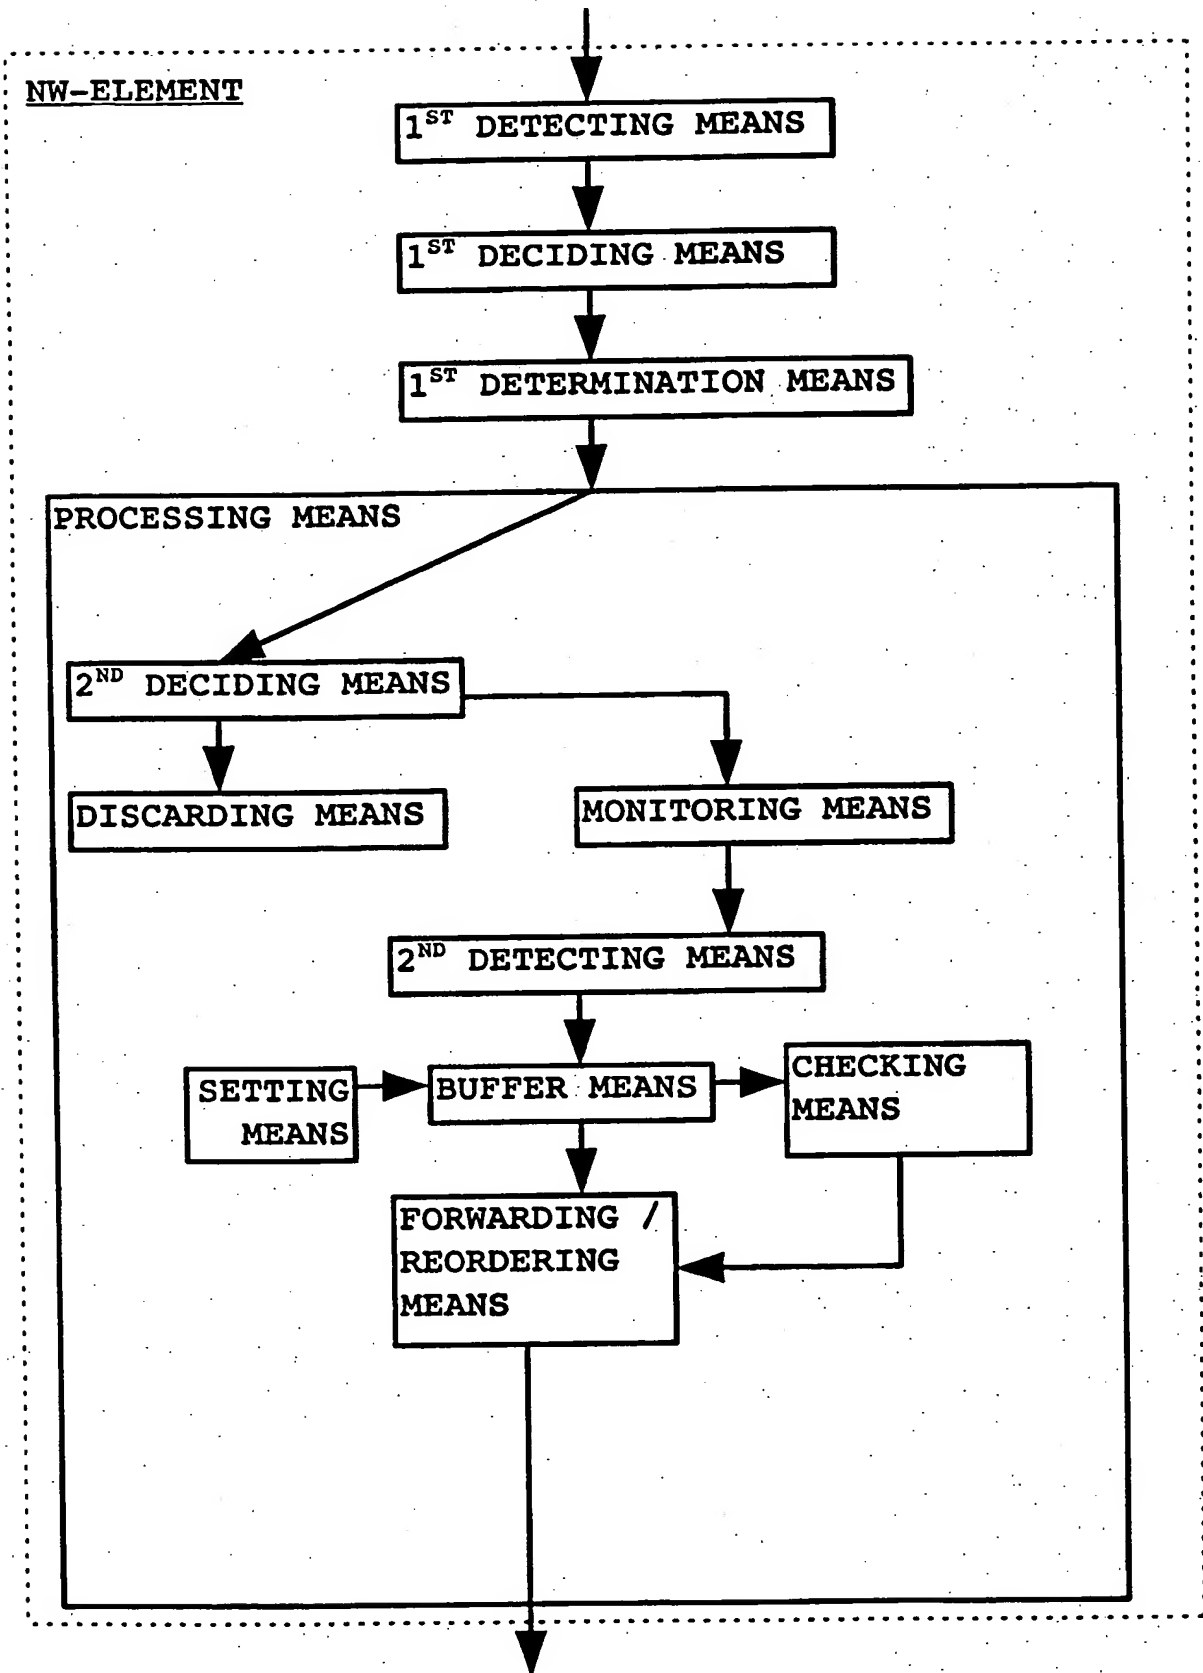 NW-ELEMENT
1ST DETECTING MEANS
1ST DECIDING MEANS
1ST DETERMINATION MEANS
PROCESSING MEANS
2ND DECIDING MEANS
DISCARDING MEANS
MONITORING MEANS
2ND DETECTING MEANS
SETTING
MEANS
BUFFER MEANS
CHECKING
MEANS
FORWARDING /
REORDERING
MEANS